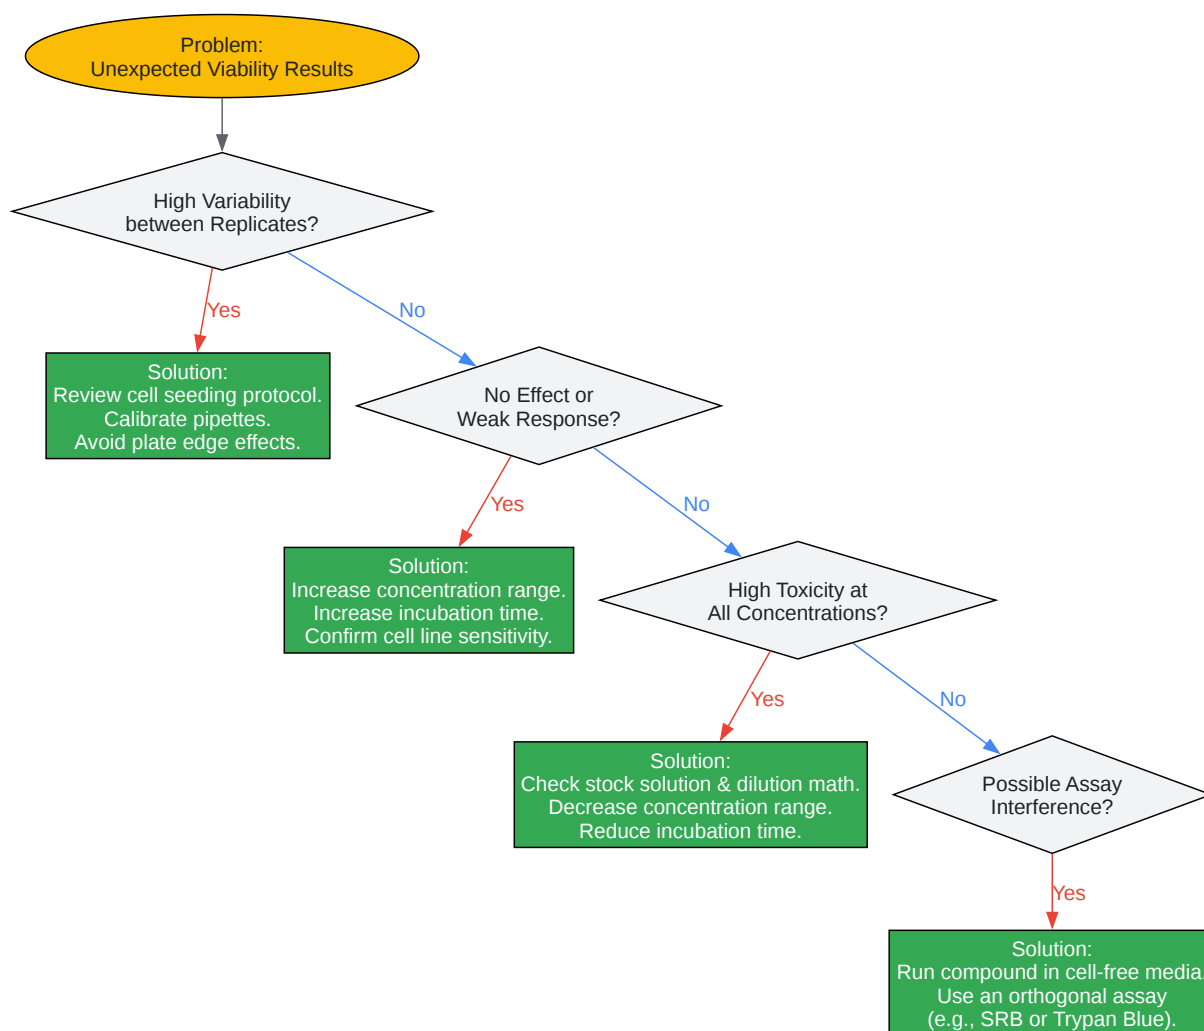 Problem:
Unexpected Viability Results
High Variability
between Replicates?
Yes
No
Solution:
Review cell seeding protocol.
Calibrate pipettes.
Avoid plate edge effects.
No Effect or
Weak Response?
Yes
No
Solution:
Increase concentration range.
Increase incubation time.
Confirm cell line sensitivity.
High Toxicity at
All Concentrations?
Yes
No
Solution:
Check stock solution & dilution math.
Decrease concentration range.
Reduce incubation time.
Possible Assay
Interference?
Yes
Solution:
Run compound in cell-free media.
Use an orthogonal assay
(e.g., SRB or Trypan Blue).